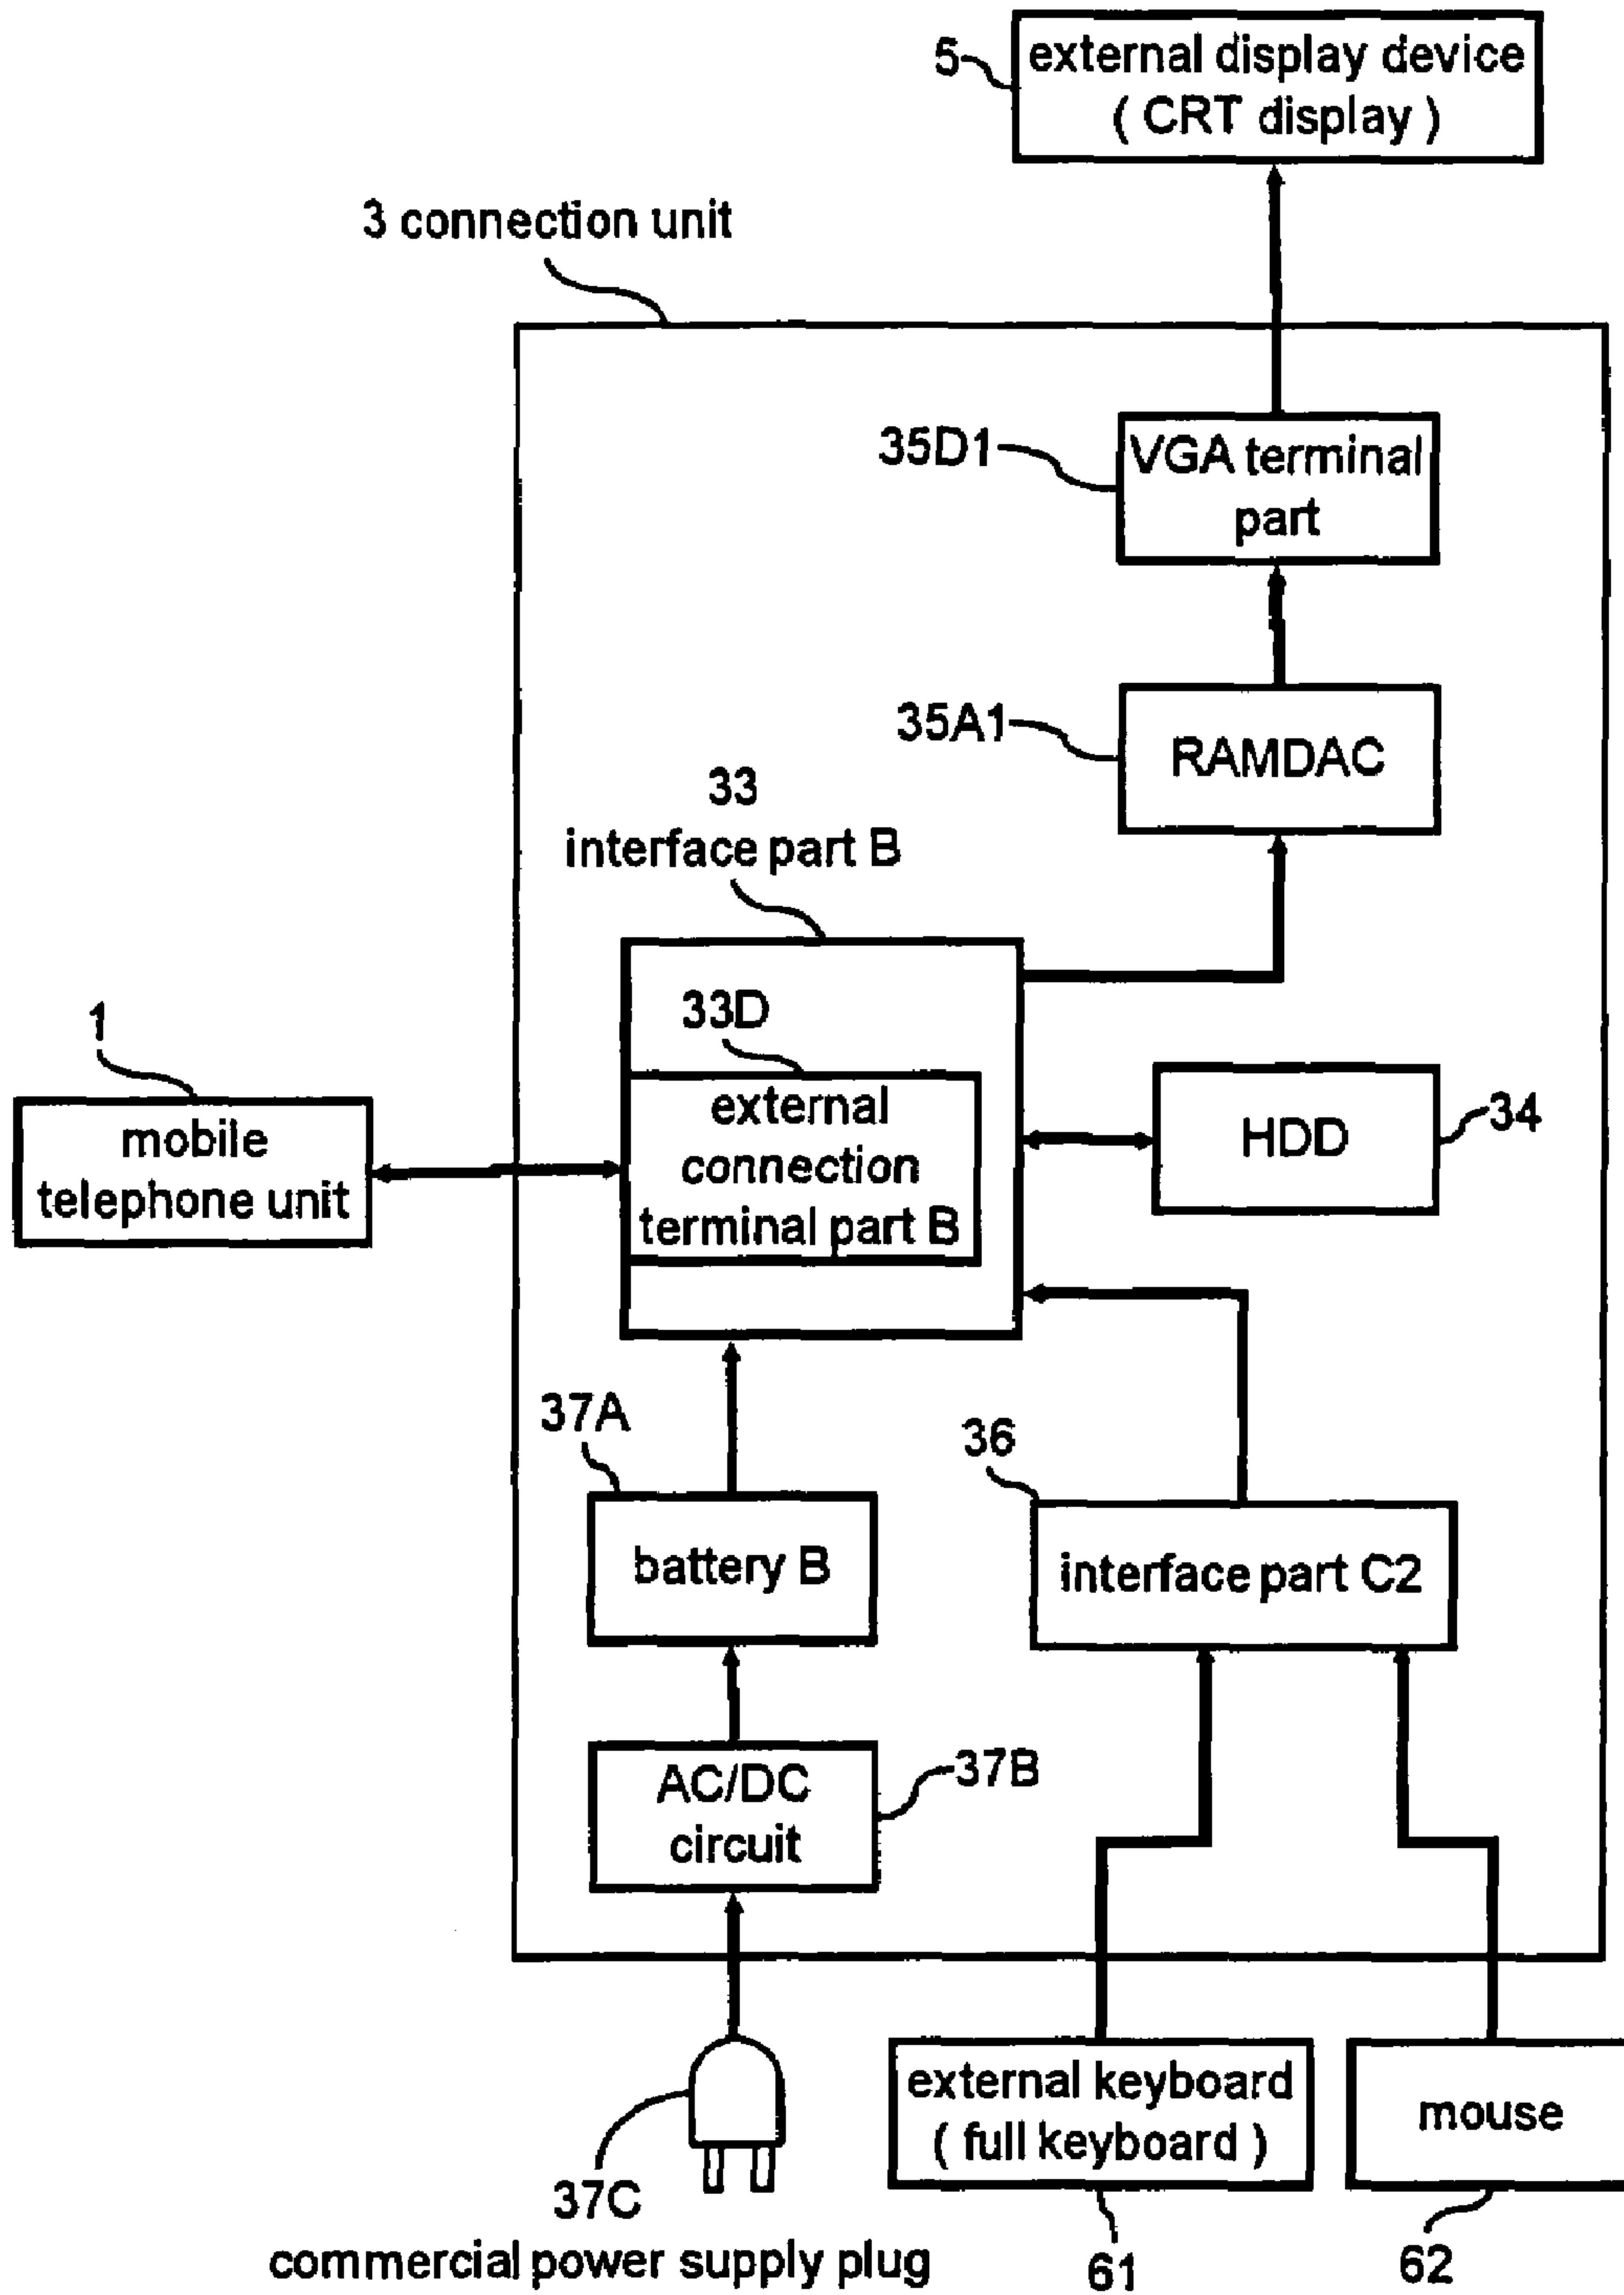 5
external display device
( CRT display )
3 connection unit
35D1
VGA terminal
part
35A1
RAMDAC
33
interface part B
33D
external
connection
terminal part B
1
mobile
telephone unit
HDD
34
37A
battery B
36
interface part C2
AC/DC
circuit
37B
37C
commercial power supply plug
external keyboard
( full keyboard )
61
mouse
62